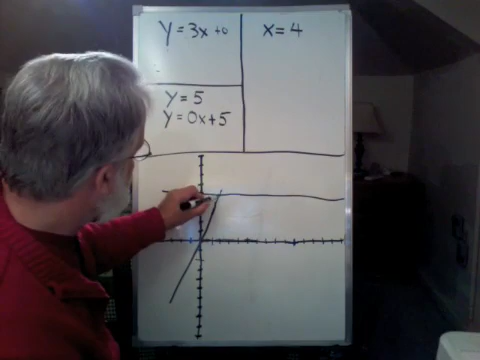 Y = 3x + 0
Y = 5
Y = 0x + 5
x = 4